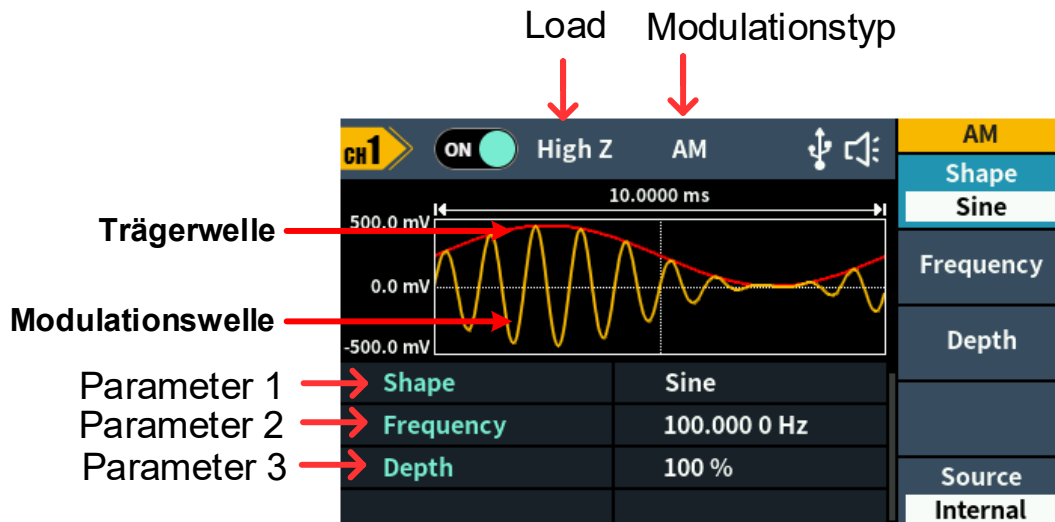 Load Modulationstyp
CH1 ON High Z AM AM
Shape
Sine
10.0000 ms
500.0 mV
Trägerwelle
Frequency
0.0 mV
Modulationswelle
Depth
-500.0 mV
Parameter 1 Shape Sine
Parameter 2 Frequency 100.000 0 Hz
Parameter 3 Depth 100 %
Source
Internal